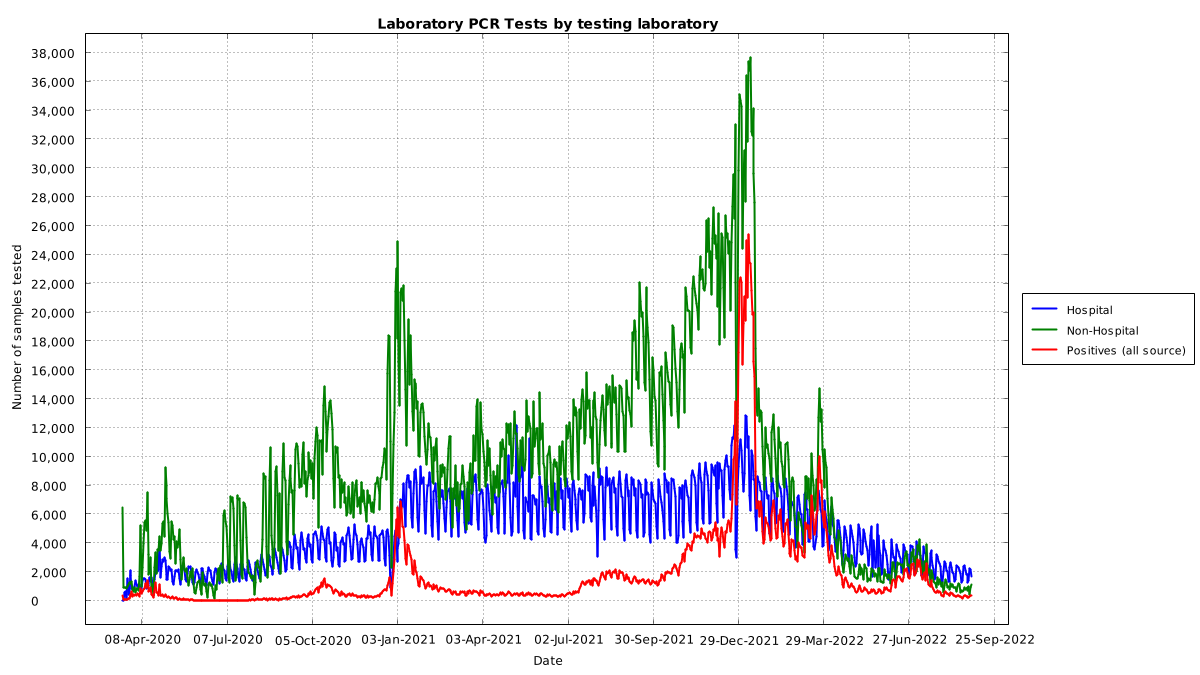 Laboratory PCR Tests by testing laboratory
38,000
36,000
34,000
32,000
30,000
28,000
26,000
24,000
22,000
20,000
18,000
16,000
14,000
12,000
10,000
8,000
6,000
4,000
2,000
0
Number of samples tested
08-Apr-2020 07-Jul-2020 05-Oct-2020 03-Jan-2021 03-Apr-2021 02-Jul-2021 30-Sep-2021 29-Dec-2021 29-Mar-2022 27-Jun-2022 25-Sep-2022
Date
Hospital
Non-Hospital
Positives (all source)